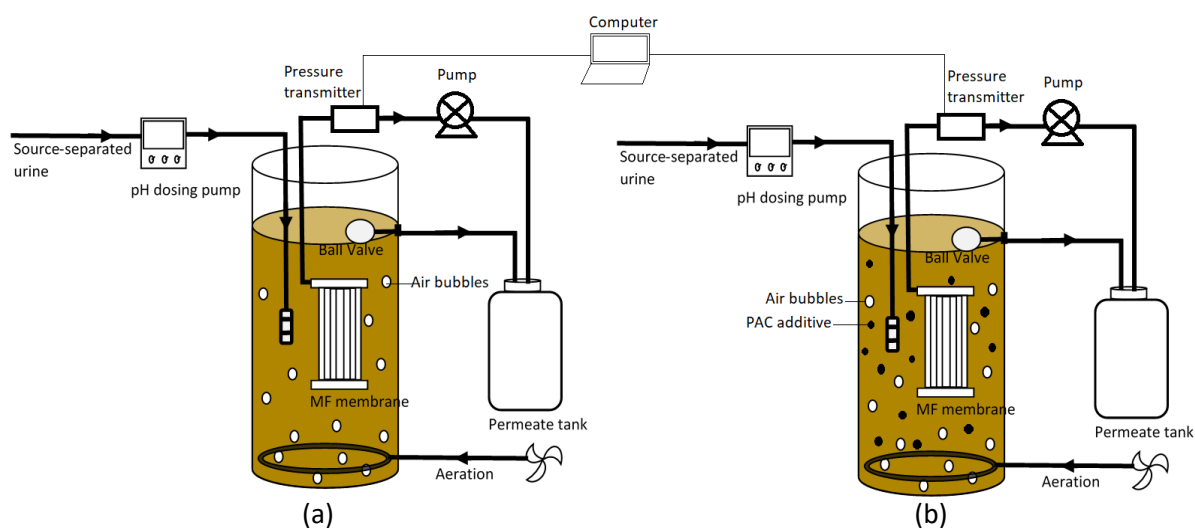 Computer
Pressure
transmitter
Pump
Source-separated
urine
pH dosing pump
Ball Valve
Air bubbles
MF membrane
Permeate tank
Aeration
(a)
Pressure
transmitter
Pump
Source-separated
urine
pH dosing pump
Ball Valve
Air bubbles
PAC additive
MF membrane
Permeate tank
Aeration
(b)